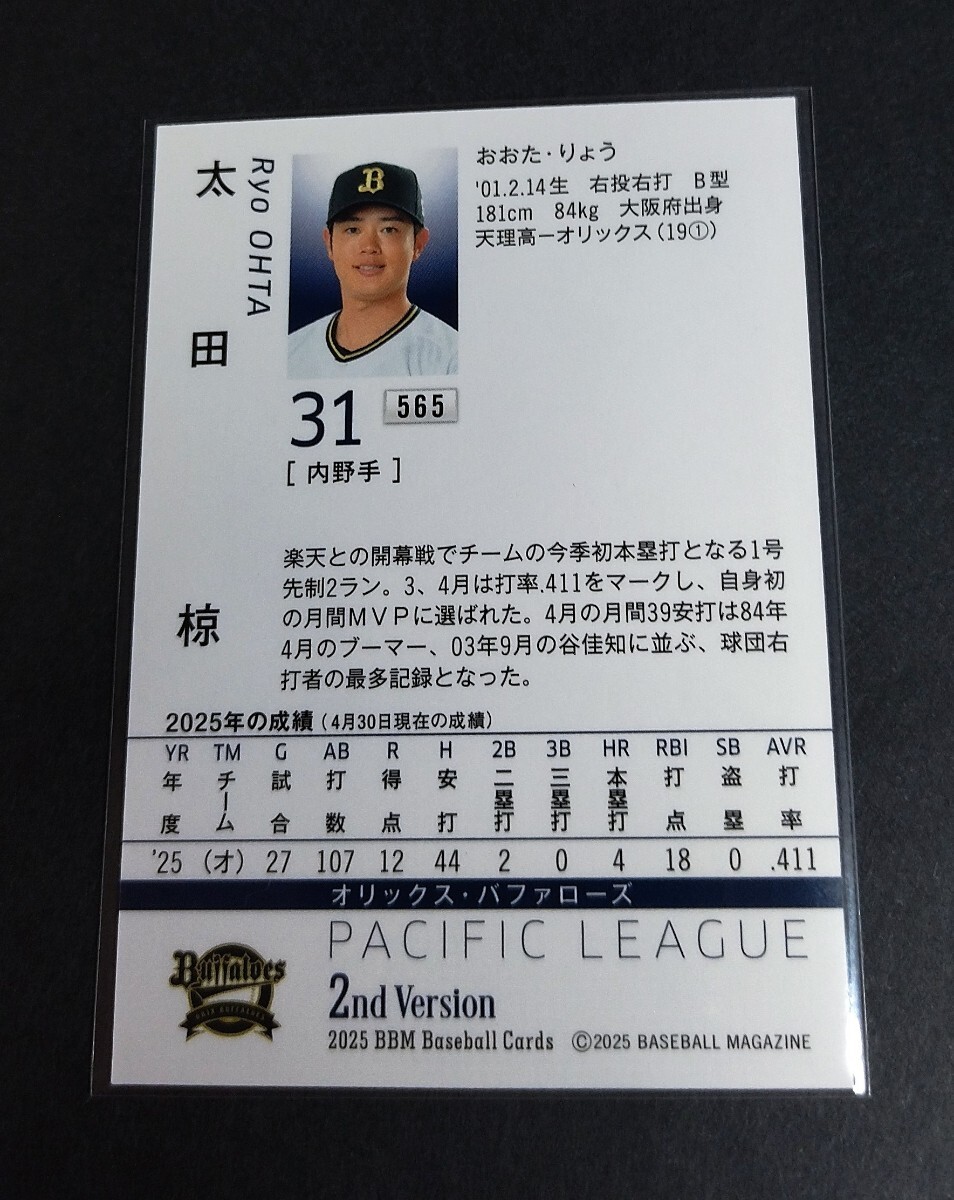 太田椋
Ryo OHTA
B
おおた・りょう
'01.2.14生 右投右打 B型
181cm 84kg 大阪府出身
天理高ーオリックス(19①)
31
565
[ 内野手 ]
楽天との開幕戦でチームの今季初本塁打となる1号
先制2ラン。3、4月は打率.411をマークし、自身初
の月間MVPに選ばれた。4月の月間39安打は84年
4月のブーマー、03年9月の谷佳知に並ぶ、球団右
打者の最多記録となった。
2025年の成績(4月30日現在の成績)
YR TM G AB R H 2B 3B HR RBI SB AVR
年度 チーム 試合 打数 得点 安打 二塁打 三塁打 本塁打 打点 盗塁 打率
'25 (オ) 27 107 12 44 2 0 4 18 0 .411
オリックス・バファローズ
PACIFIC LEAGUE
Buffaloes
ORIX BUFFALOES
2nd Version
2025 BBM Baseball Cards ©2025 BASEBALL MAGAZINE